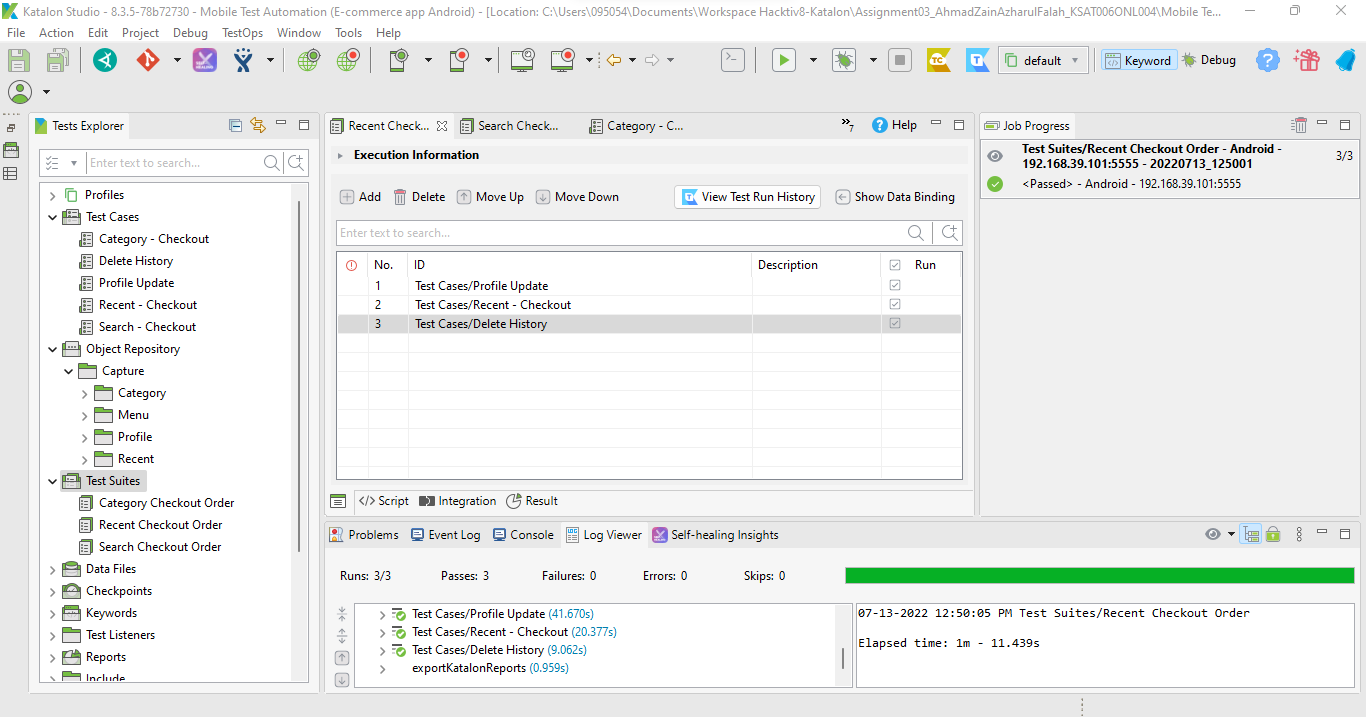 Katalon Studio - 8.3.5-78b72730 - Mobile Test Automation (E-commerce app Android) - [Location: C:\Users\095054\Documents\Workspace Hacktiv8-Katalon\Assignment03_AhmadZainAzharulFalah_KSAT006ONL004\Mobile Te...
File Action Edit Project Debug TestOps Window Tools Help
TC T default Keyword Debug
Tests Explorer
Enter text to search...
Profiles
Test Cases
Category - Checkout
Delete History
Profile Update
Recent - Checkout
Search - Checkout
Object Repository
Capture
Category
Menu
Profile
Recent
Test Suites
Category Checkout Order
Recent Checkout Order
Search Checkout Order
Data Files
Checkpoints
Keywords
Test Listeners
Reports
Include
Recent Check... Search Check... Category - C... 7 Help
Execution Information
Add Delete Move Up Move Down View Test Run History Show Data Binding
Enter text to search...
No. ID Description Run
1 Test Cases/Profile Update
2 Test Cases/Recent - Checkout
3 Test Cases/Delete History
Script Integration Result
Job Progress
Test Suites/Recent Checkout Order - Android - 3/3
192.168.39.101:5555 - 20220713_125001
<Passed> - Android - 192.168.39.101:5555
Problems Event Log Console Log Viewer Self-healing Insights
Runs: 3/3 Passes: 3 Failures: 0 Errors: 0 Skips: 0
Test Cases/Profile Update (41.670s)
Test Cases/Recent - Checkout (20.377s)
Test Cases/Delete History (9.062s)
exportKatalonReports (0.959s)
07-13-2022 12:50:05 PM Test Suites/Recent Checkout Order
Elapsed time: 1m - 11.439s